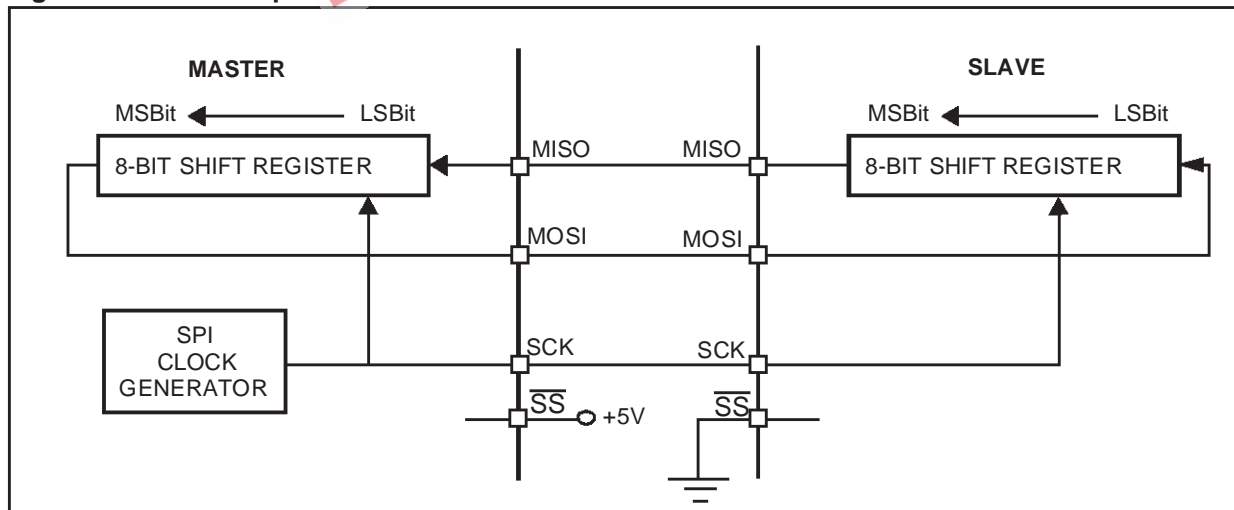 MASTER
SLAVE
MSBit LSBit
MSBit LSBit
8-BIT SHIFT REGISTER
8-BIT SHIFT REGISTER
MISO MISO
MOSI MOSI
SPI
CLOCK
GENERATOR
SCK SCK
SS +5V
SS